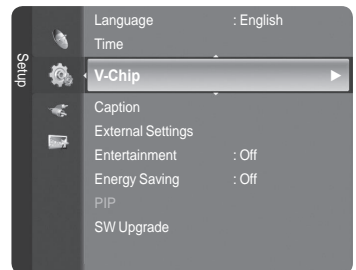 Setup
Language : English
Time
V-Chip
Caption
External Settings
Entertainment : Off
Energy Saving : Off
PIP
SW Upgrade